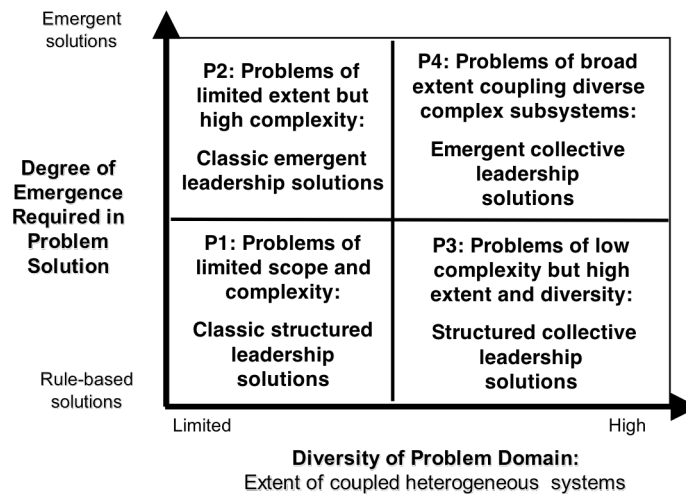 Emergent
solutions
P2: Problems of
limited extent but
high complexity:
Classic emergent
leadership solutions
P4: Problems of broad
extent coupling diverse
complex subsystems:
Emergent collective
leadership
solutions
Degree of
Emergence
Required in
Problem
Solution
P1: Problems of
limited scope and
complexity:
Classic structured
leadership
solutions
P3: Problems of low
complexity but high
extent and diversity:
Structured collective
leadership
solutions
Rule-based
solutions
Limited
High
Diversity of Problem Domain:
Extent of coupled heterogeneous systems